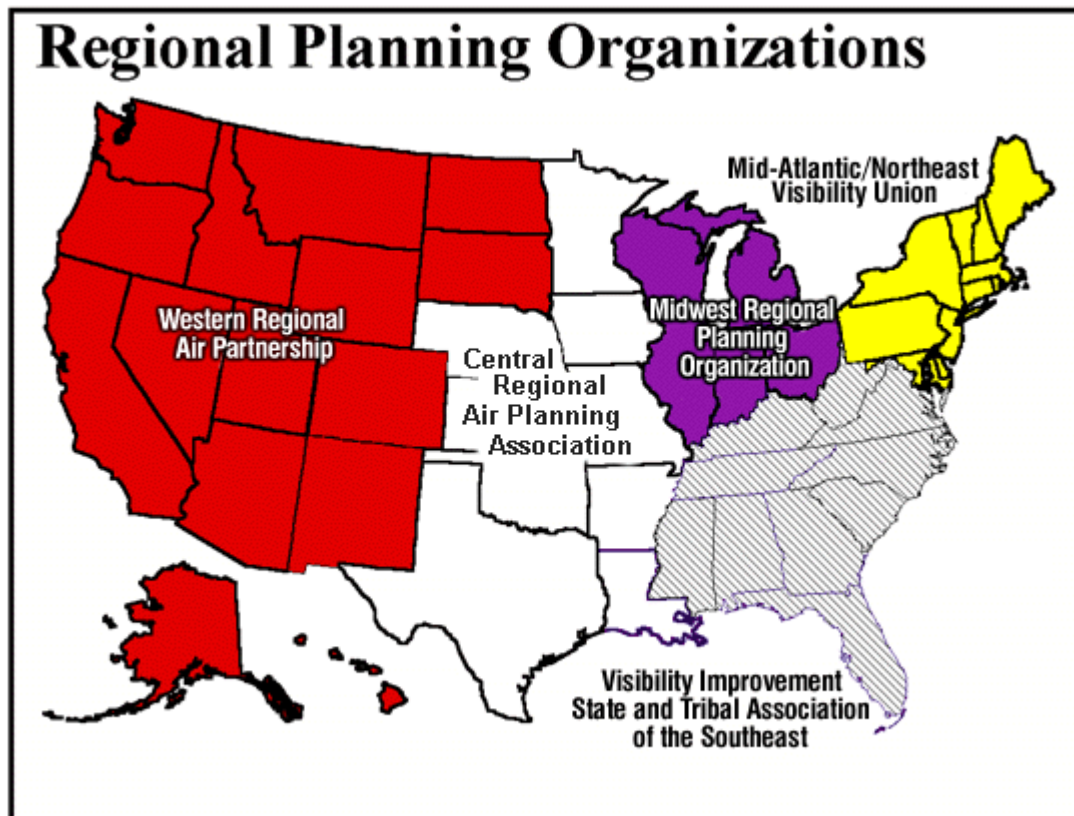 Regional Planning Organizations
Mid-Atlantic/Northeast
Visibility Union
Western Regional
Air Partnership
Midwest Regional
Planning
Organization
Central
Regional
Air Planning
Association
Visibility Improvement
State and Tribal Association
of the Southeast